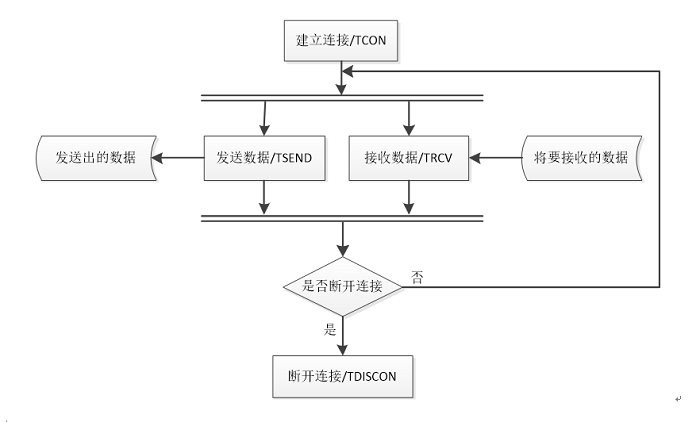 建立连接/TCON
发送出的数据
发送数据/TSEND
接收数据/TRCV
将要接收的数据
是否断开连接
否
是
断开连接/TDISCON